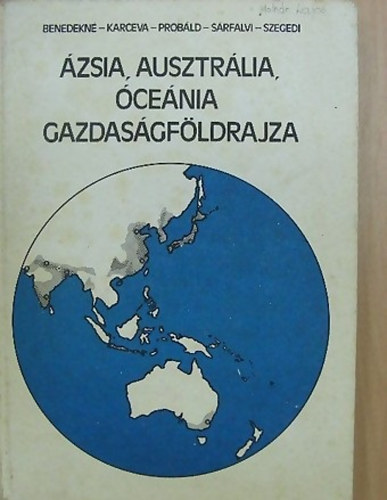 BENEDEKNÉ – KARCEVA – PROBÁLD – SÁRFALVI – SZEGEDI
ÁZSIA, AUSZTRÁLIA,
ÓCEÁNIA
GAZDASÁGFÖLDRAJZA